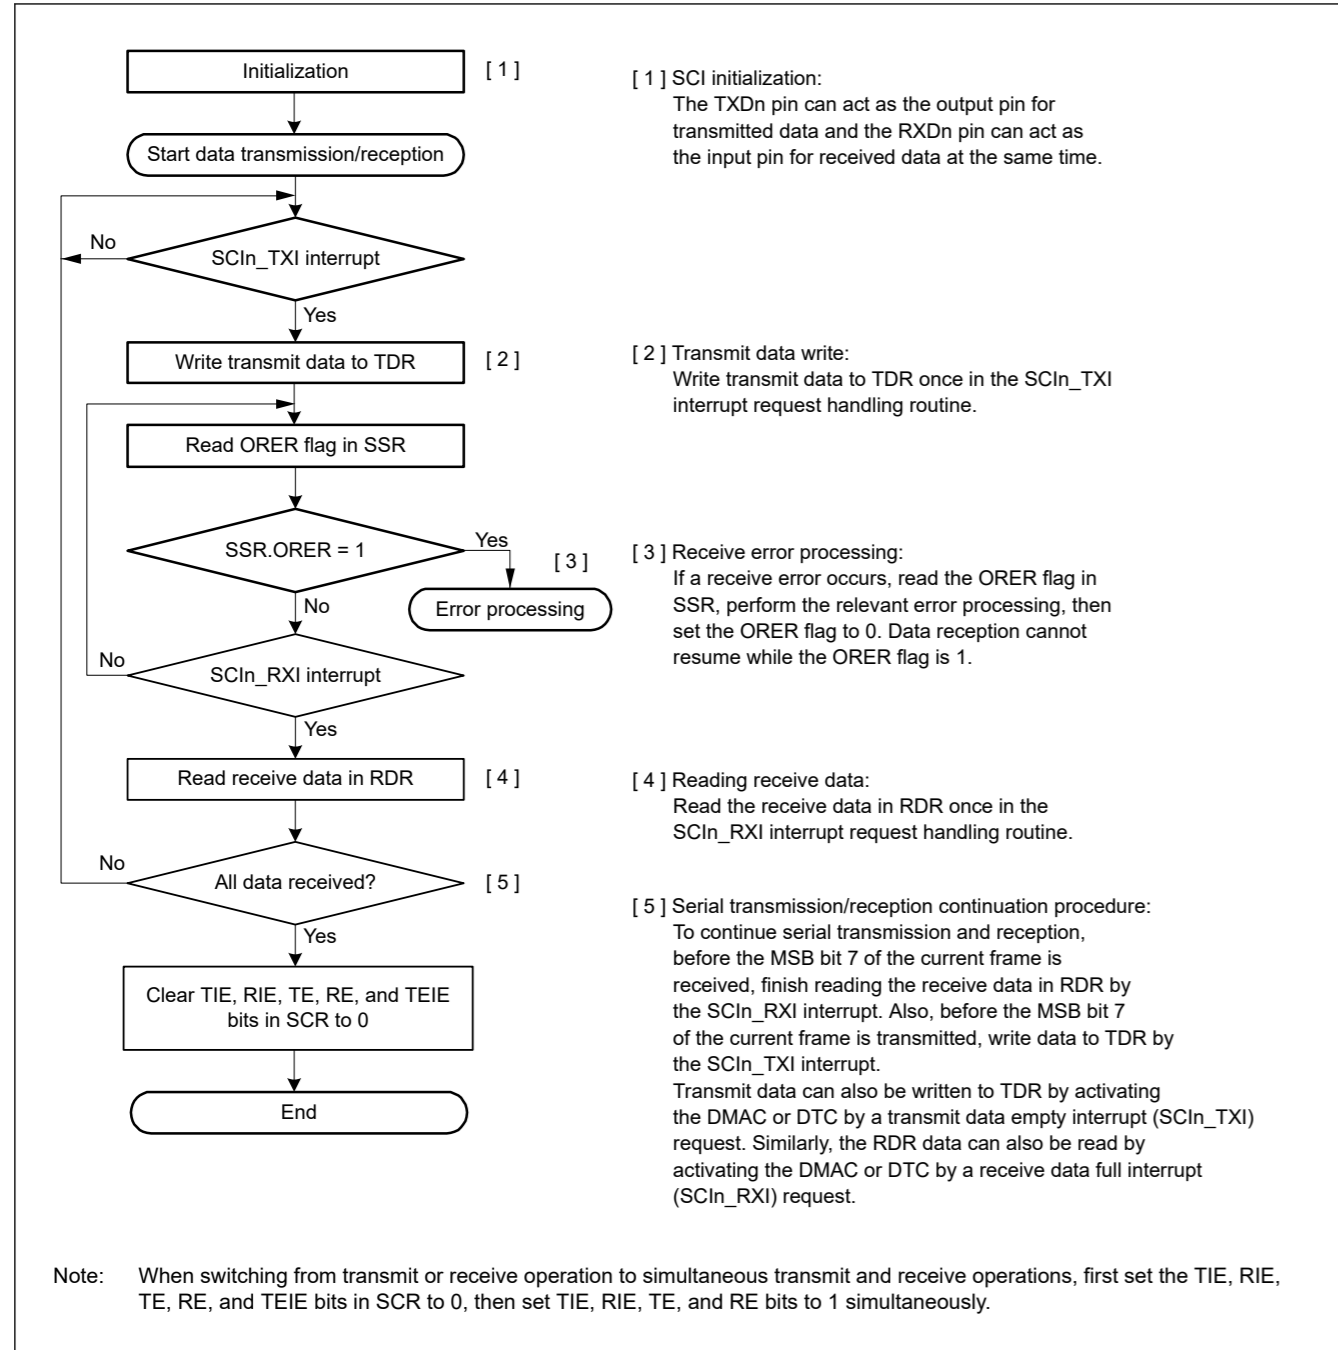 Initialization
[ 1 ]
Start data transmission/reception
No
SCIn_TXI interrupt
Yes
Write transmit data to TDR
[ 2 ]
Read ORER flag in SSR
SSR.ORER = 1
Yes
[ 3 ]
Error processing
No
No
SCIn_RXI interrupt
Yes
Read receive data in RDR
[ 4 ]
No
All data received?
[ 5 ]
Yes
Clear TIE, RIE, TE, RE, and TEIE
bits in SCR to 0
End
[ 1 ] SCI initialization:
The TXDn pin can act as the output pin for
transmitted data and the RXDn pin can act as
the input pin for received data at the same time.
[ 2 ] Transmit data write:
Write transmit data to TDR once in the SCIn_TXI
interrupt request handling routine.
[ 3 ] Receive error processing:
If a receive error occurs, read the ORER flag in
SSR, perform the relevant error processing, then
set the ORER flag to 0. Data reception cannot
resume while the ORER flag is 1.
[ 4 ] Reading receive data:
Read the receive data in RDR once in the
SCIn_RXI interrupt request handling routine.
[ 5 ] Serial transmission/reception continuation procedure:
To continue serial transmission and reception,
before the MSB bit 7 of the current frame is
received, finish reading the receive data in RDR by
the SCIn_RXI interrupt. Also, before the MSB bit 7
of the current frame is transmitted, write data to TDR by
the SCIn_TXI interrupt.
Transmit data can also be written to TDR by activating
the DMAC or DTC by a transmit data empty interrupt (SCIn_TXI)
request. Similarly, the RDR data can also be read by
activating the DMAC or DTC by a receive data full interrupt
(SCIn_RXI) request.
Note: When switching from transmit or receive operation to simultaneous transmit and receive operations, first set the TIE, RIE,
TE, RE, and TEIE bits in SCR to 0, then set TIE, RIE, TE, and RE bits to 1 simultaneously.